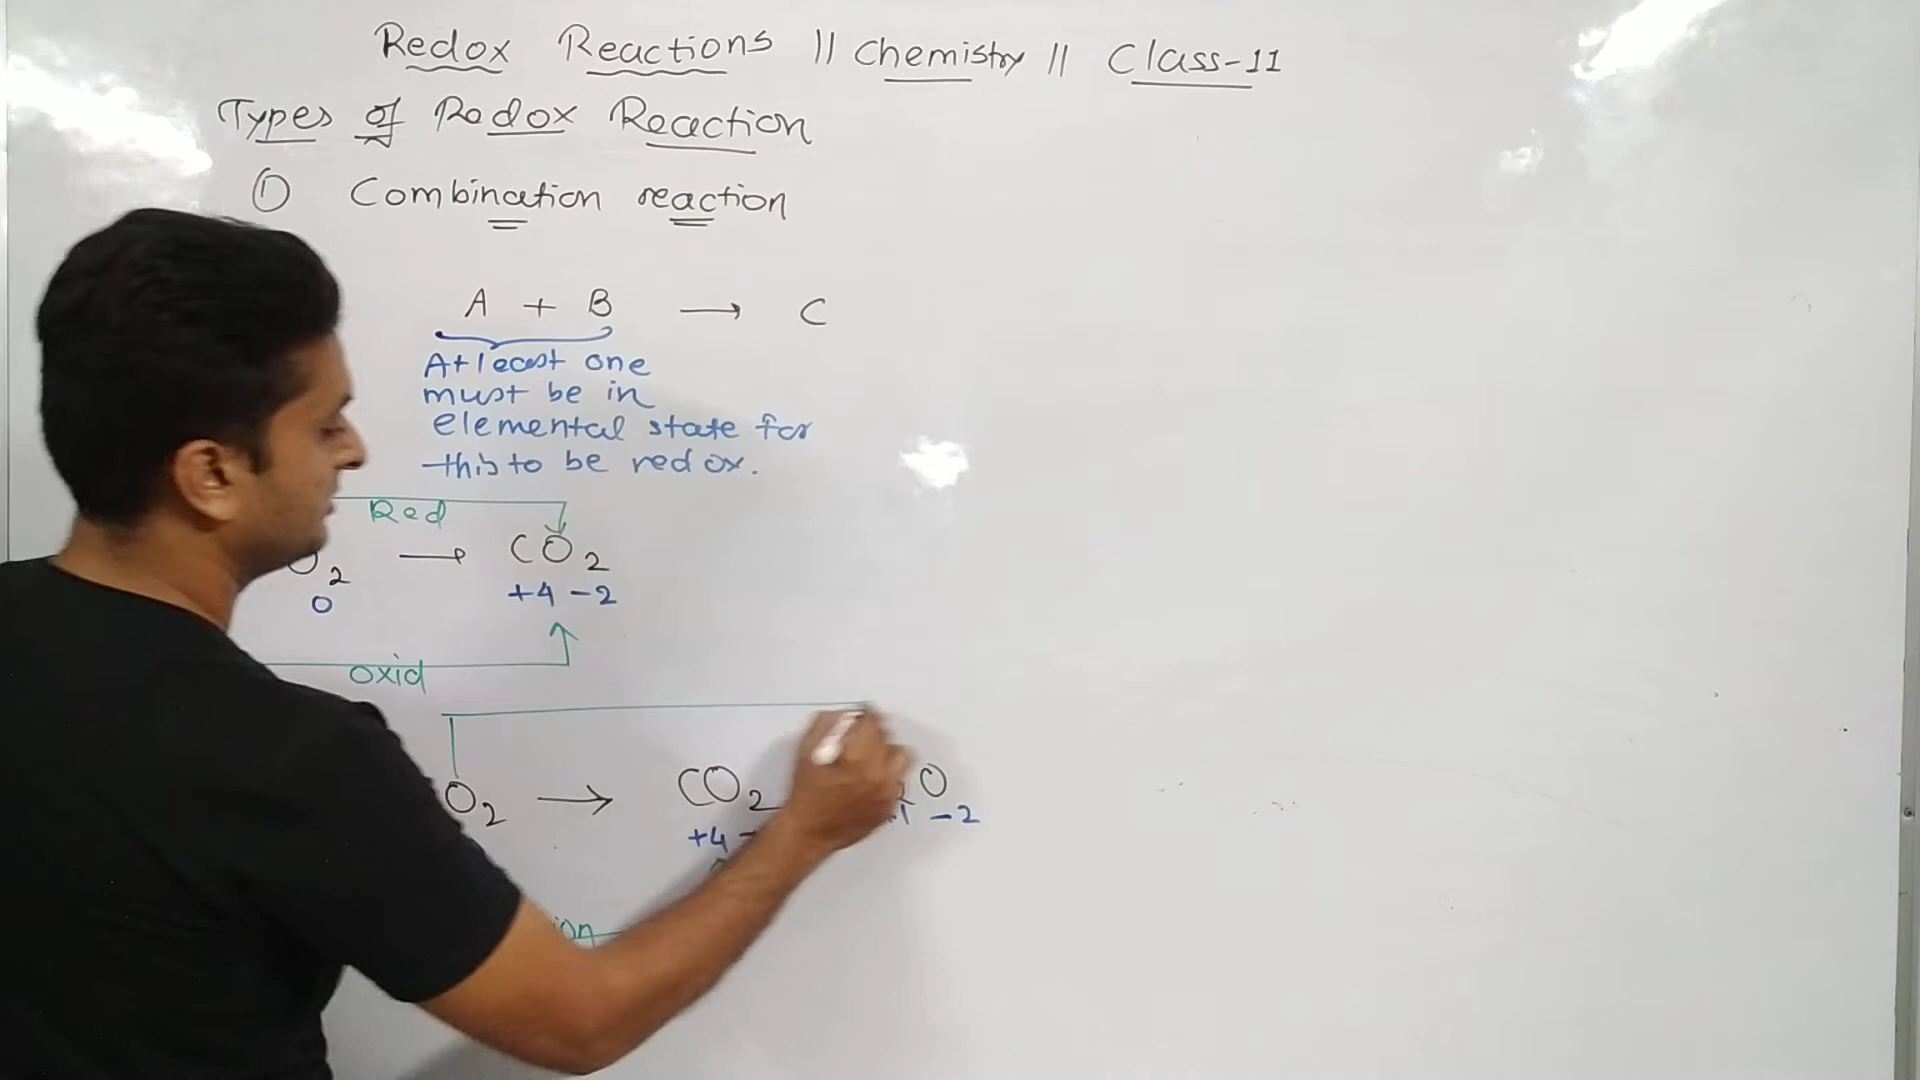 Redox Reactions || Chemistry || Class-11
Types of Redox Reaction
① Combination reaction
A + B → C
Atleast one
must be in
elemental state for
this to be redox.
Red
O2 → CO2
0 +4 -2
oxid
O2 → CO2 O
+4 -2